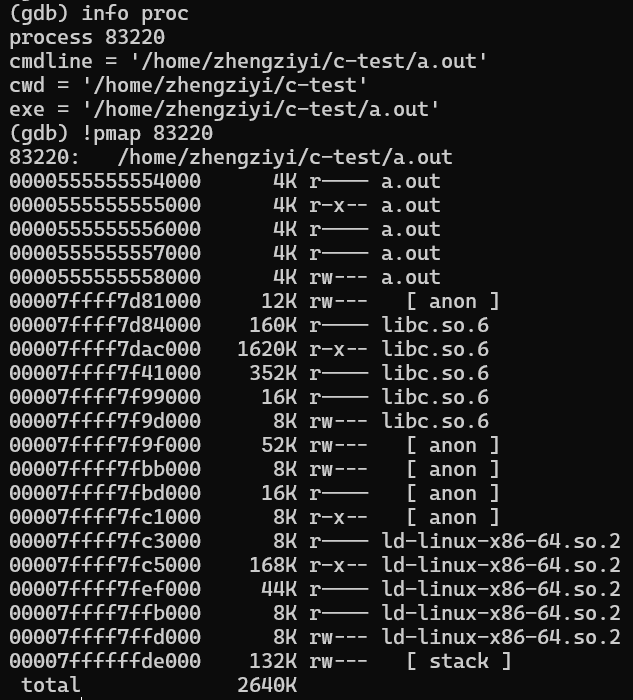 (gdb) info proc
process 83220
cmdline = '/home/zhengziyi/c-test/a.out'
cwd = '/home/zhengziyi/c-test'
exe = '/home/zhengziyi/c-test/a.out'
(gdb) !pmap 83220
83220:   /home/zhengziyi/c-test/a.out
0000555555554000      4K r---- a.out
0000555555555000      4K r-x-- a.out
0000555555556000      4K r---- a.out
0000555555557000      4K r---- a.out
0000555555558000      4K rw--- a.out
00007ffff7d81000     12K rw---   [ anon ]
00007ffff7d84000    160K r---- libc.so.6
00007ffff7dac000   1620K r-x-- libc.so.6
00007ffff7f41000    352K r---- libc.so.6
00007ffff7f99000     16K r---- libc.so.6
00007ffff7f9d000      8K rw--- libc.so.6
00007ffff7f9f000     52K rw---   [ anon ]
00007ffff7fbb000      8K rw---   [ anon ]
00007ffff7fbd000     16K r----   [ anon ]
00007ffff7fc1000      8K r-x--   [ anon ]
00007ffff7fc3000      8K r---- ld-linux-x86-64.so.2
00007ffff7fc5000    168K r-x-- ld-linux-x86-64.so.2
00007ffff7fef000     44K r---- ld-linux-x86-64.so.2
00007ffff7ffb000      8K r---- ld-linux-x86-64.so.2
00007ffff7ffd000      8K rw--- ld-linux-x86-64.so.2
00007ffffffde000    132K rw---   [ stack ]
 total             2640K